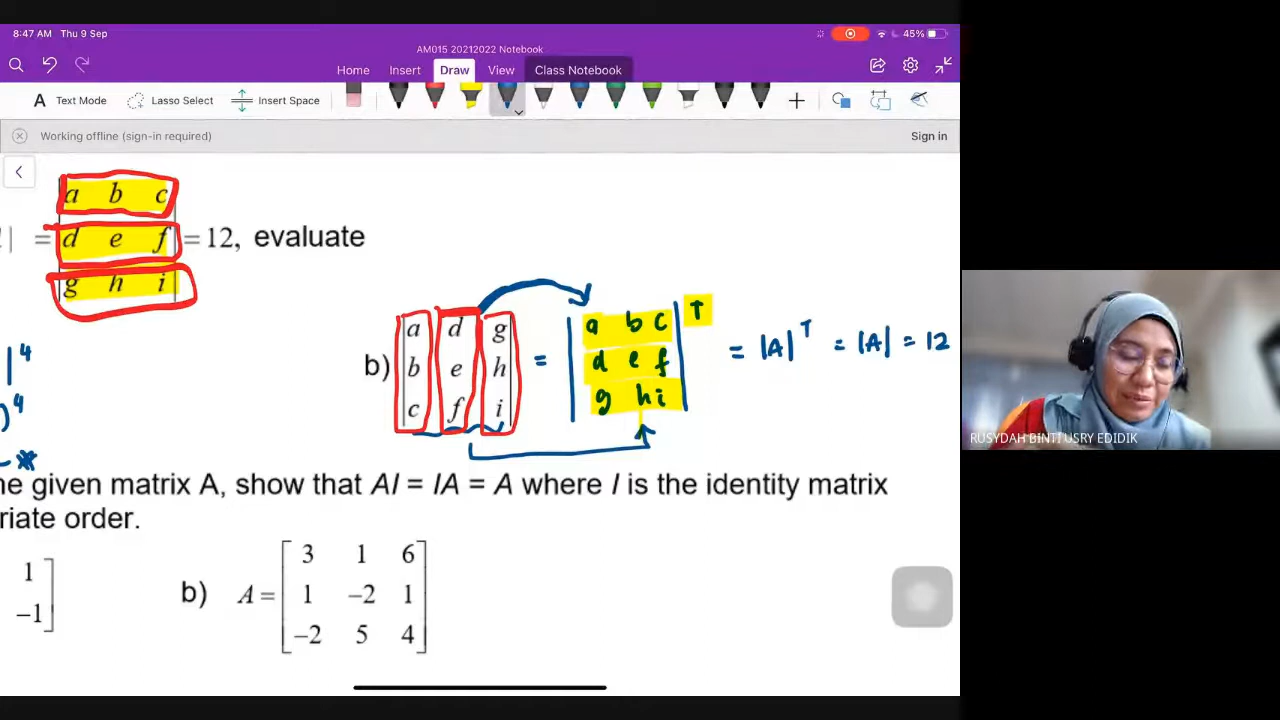 8:47 AM Thu 9 Sep
45%
AM015 20212022 Notebook
Home Insert Draw View Class Notebook
A Text Mode Lasso Select Insert Space
Working offline (sign-in required) Sign in
| = | a b c
d e f
g h i | = 12, evaluate
|⁴
)⁴
b) | a d g
b e h
c f i | = | a b c
d e f
g h i |ᵀ = |A|ᵀ = |A| = 12
ne given matrix A, show that AI = IA = A where I is the identity matrix
riate order.
1
-1 ]
b) A = [ 3 1 6
1 -2 1
-2 5 4 ]
RUSYDAH BINTI USRY EDIDIK